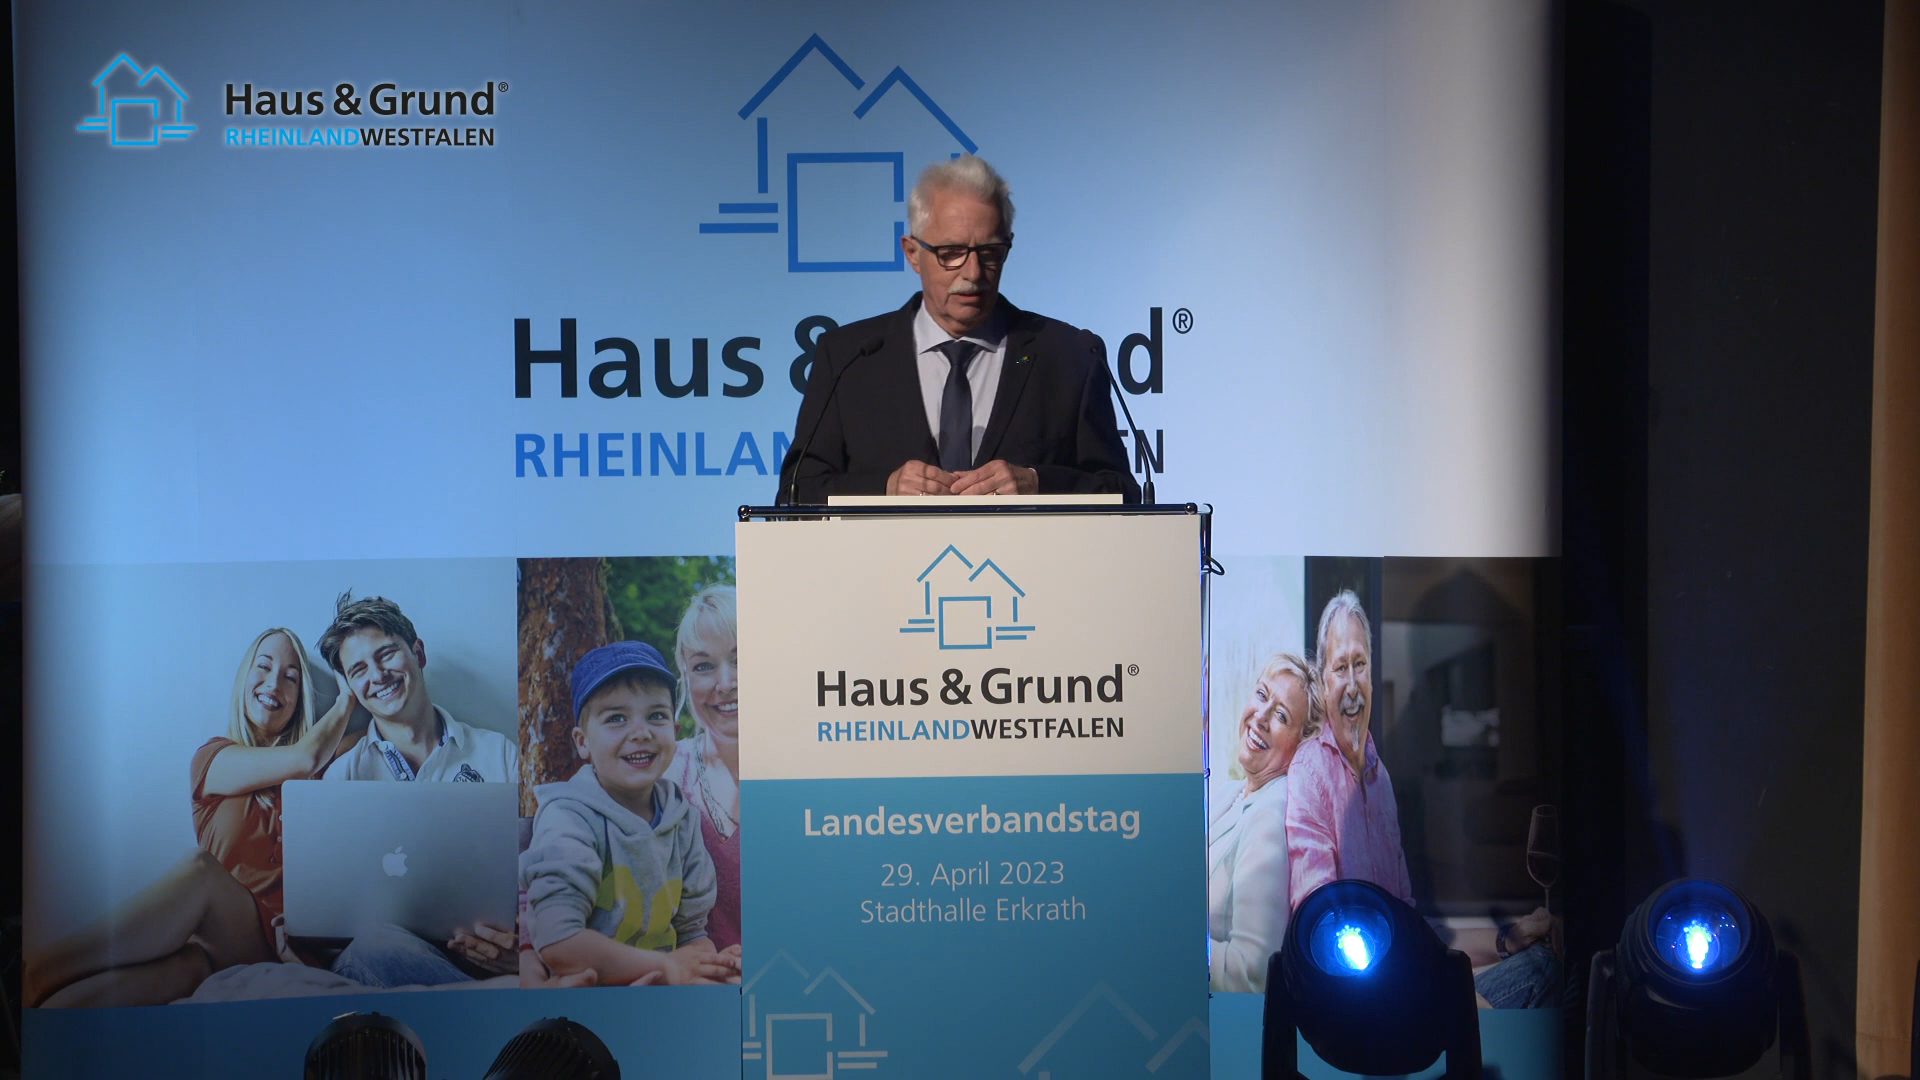 Haus & Grund®
RHEINLANDWESTFALEN
Haus & d®
RHEINLAN EN
Haus & Grund®
RHEINLANDWESTFALEN
Landesverbandstag
29. April 2023
Stadthalle Erkrath